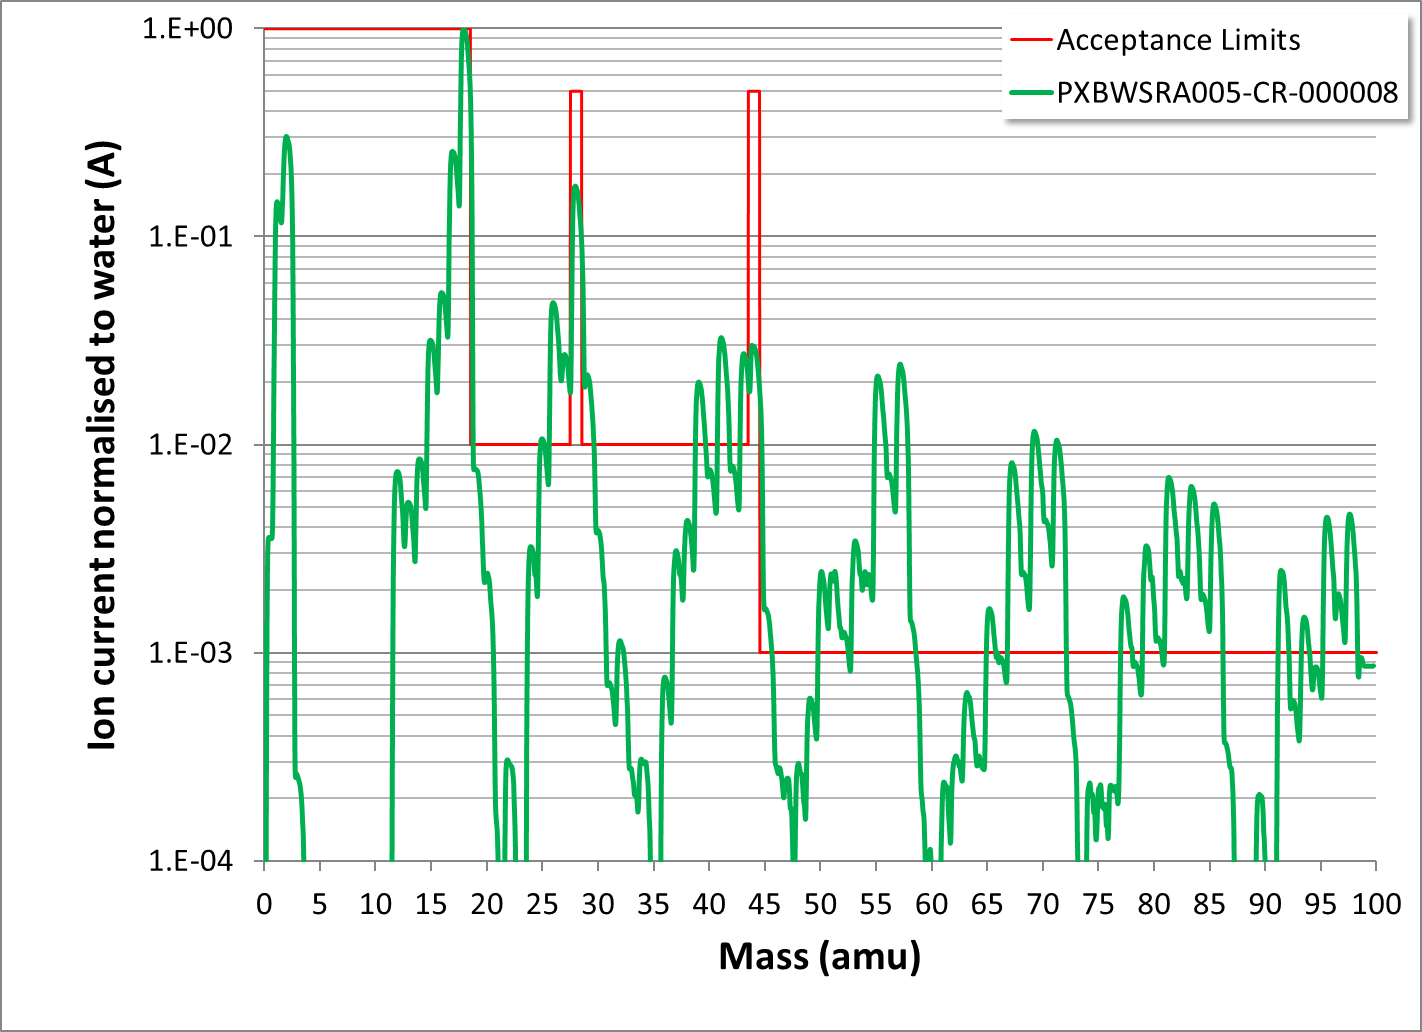 Acceptance Limits
PXBWSRA005-CR-000008
Ion current normalised to water (A)
1.E+00
1.E-01
1.E-02
1.E-03
1.E-04
0 5 10 15 20 25 30 35 40 45 50 55 60 65 70 75 80 85 90 95 100
Mass (amu)